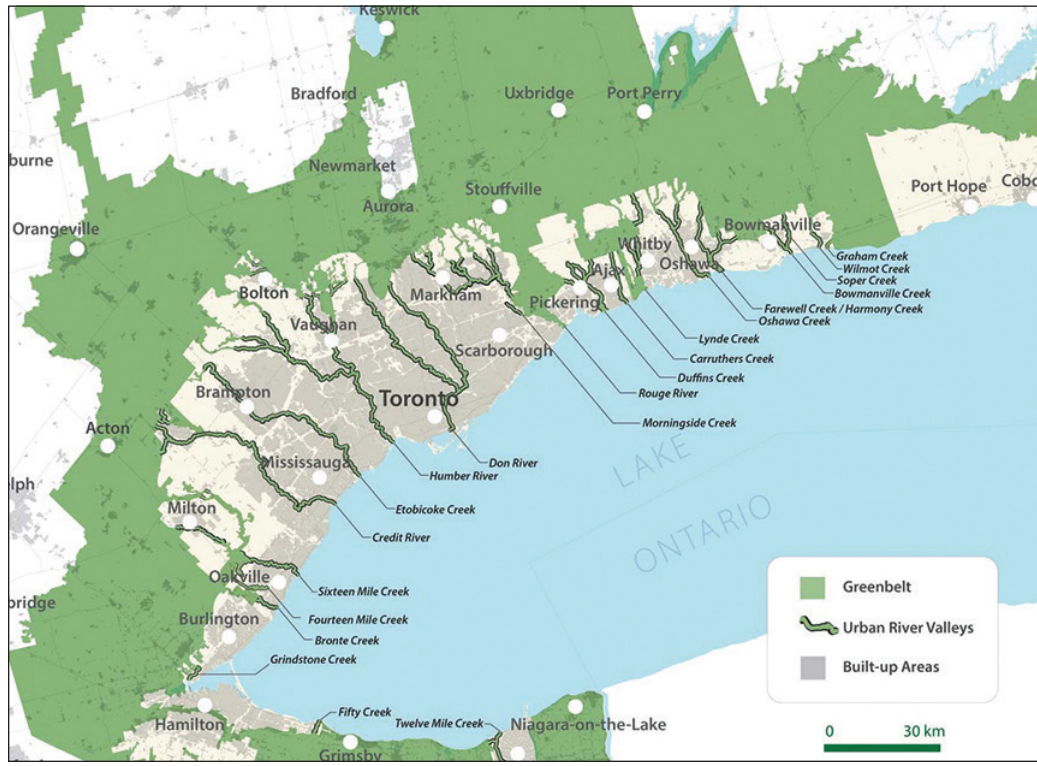 Keswick
Bradford
Uxbridge
Port Perry
burne
Newmarket
Aurora
Stouffville
Port Hope
Cobo
Orangeville
Bolton
Markham
Whitby
Oshawa
Bowmanville
Ajax
Pickering
Vaughan
Scarborough
Graham Creek
Wilmot Creek
Soper Creek
Bowmanville Creek
Farewell Creek / Harmony Creek
Oshawa Creek
Lynde Creek
Carruthers Creek
Duffins Creek
Rouge River
Morningside Creek
Brampton
Toronto
Acton
Mississauga
Don River
Humber River
Etobicoke Creek
Credit River
LAKE
ONTARIO
lph
Milton
Oakville
Sixteen Mile Creek
Fourteen Mile Creek
Bronte Creek
bridge
Burlington
Grindstone Creek
Hamilton
Fifty Creek
Grimsby
Twelve Mile Creek
Niagara-on-the-Lake
Greenbelt
Urban River Valleys
Built-up Areas
0 30 km